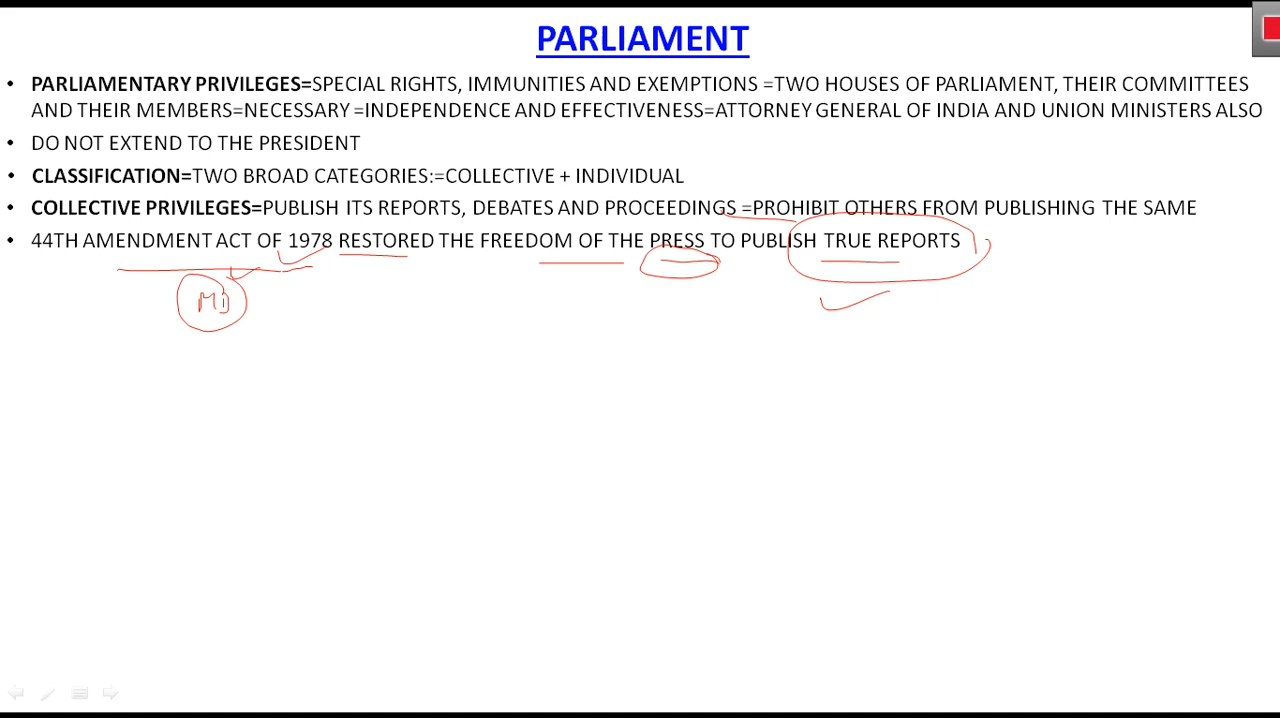 PARLIAMENT
• PARLIAMENTARY PRIVILEGES=SPECIAL RIGHTS, IMMUNITIES AND EXEMPTIONS =TWO HOUSES OF PARLIAMENT, THEIR COMMITTEES
AND THEIR MEMBERS=NECESSARY =INDEPENDENCE AND EFFECTIVENESS=ATTORNEY GENERAL OF INDIA AND UNION MINISTERS ALSO
• DO NOT EXTEND TO THE PRESIDENT
• CLASSIFICATION=TWO BROAD CATEGORIES:=COLLECTIVE + INDIVIDUAL
• COLLECTIVE PRIVILEGES=PUBLISH ITS REPORTS, DEBATES AND PROCEEDINGS =PROHIBIT OTHERS FROM PUBLISHING THE SAME
• 44TH AMENDMENT ACT OF 1978 RESTORED THE FREEDOM OF THE PRESS TO PUBLISH TRUE REPORTS
MD